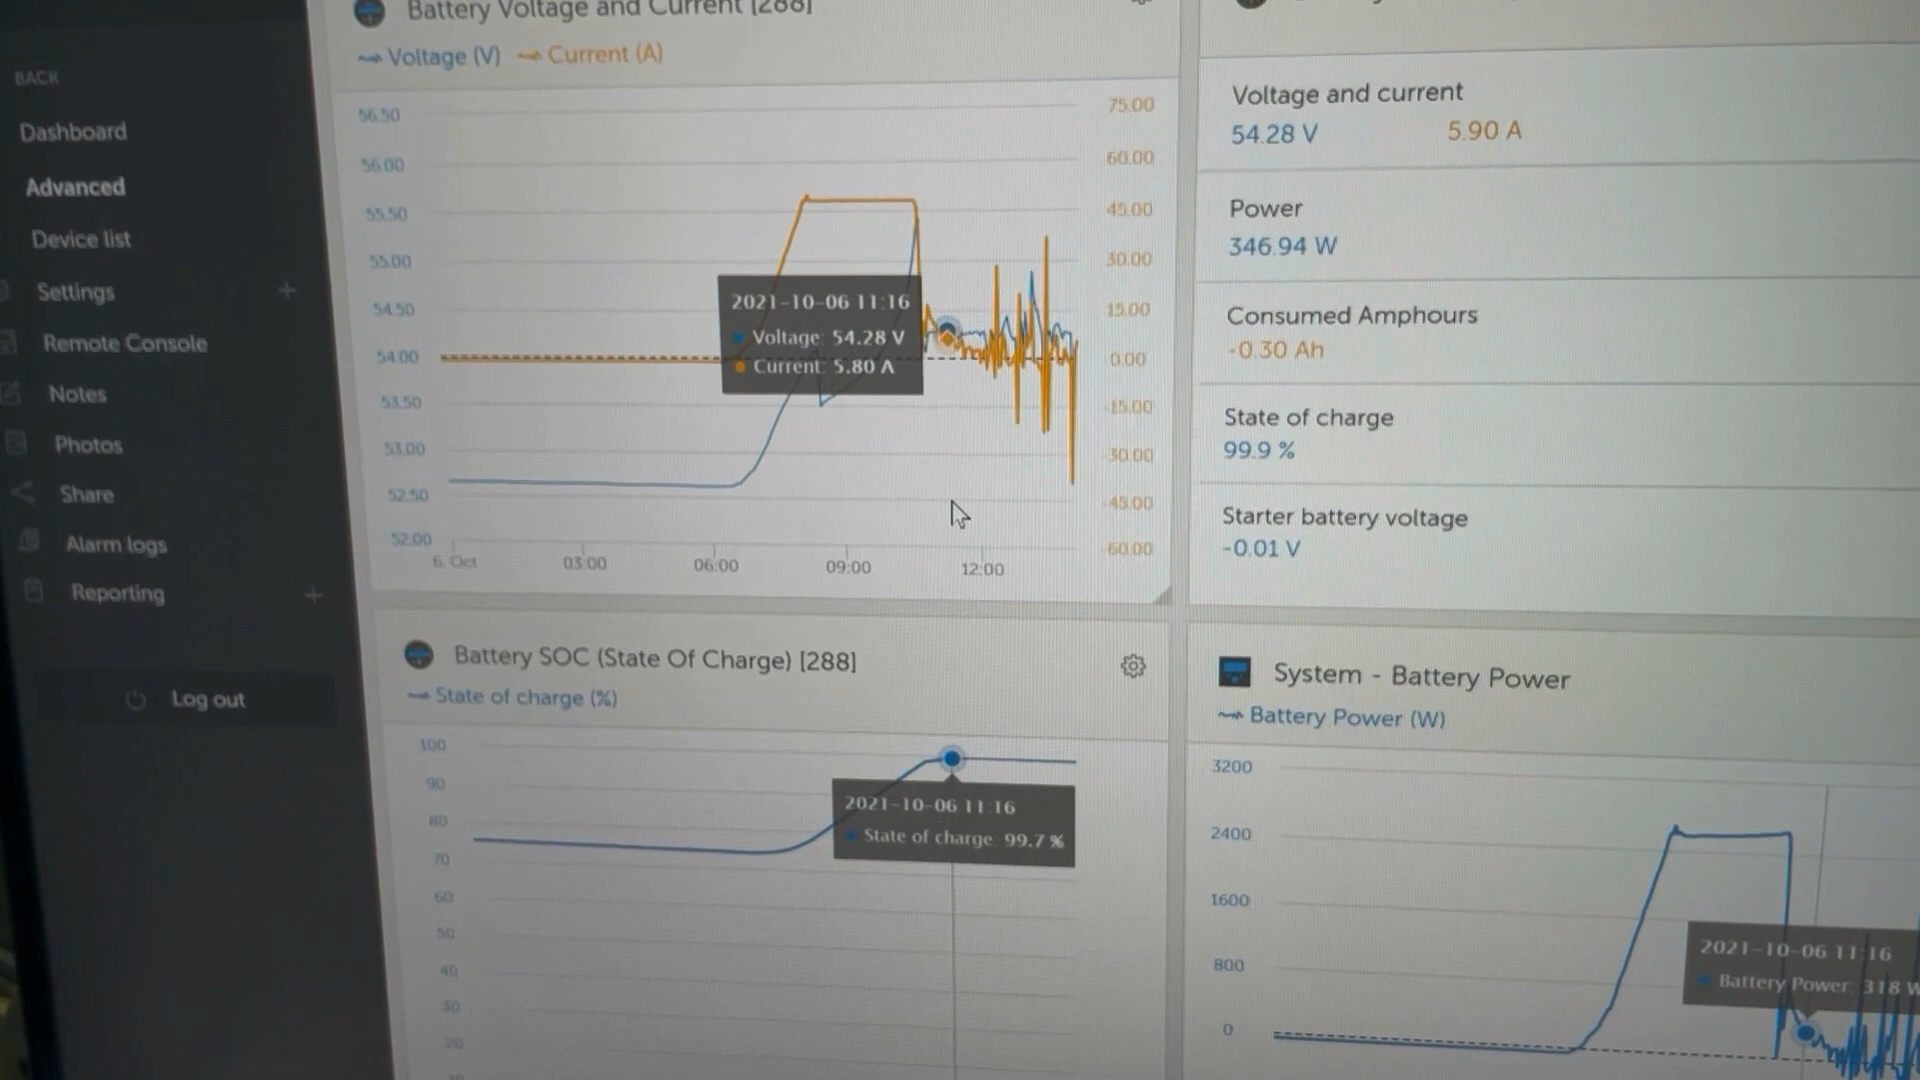 BACK
Dashboard
Advanced
Device list
Settings
Remote Console
Notes
Photos
Share
Alarm logs
Reporting
Log out
Battery Voltage and Current [288]
Voltage (V) Current (A)
56.50
56.00
55.50
55.00
54.50
54.00
53.50
53.00
52.50
52.00
75.00
60.00
45.00
30.00
15.00
0.00
-15.00
-30.00
-45.00
-60.00
2021-10-06 11:16
Voltage: 54.28 V
Current: 5.80 A
6. Oct 03:00 06:00 09:00 12:00
Voltage and current
54.28 V 5.90 A
Power
346.94 W
Consumed Amphours
-0.30 Ah
State of charge
99.9 %
Starter battery voltage
-0.01 V
Battery SOC (State Of Charge) [288]
State of charge (%)
100
90
80
70
60
50
40
30
20
2021-10-06 11:16
State of charge: 99.7 %
System - Battery Power
Battery Power (W)
3200
2400
1600
800
0
2021-10-06 11:16
Battery Power: 318 W